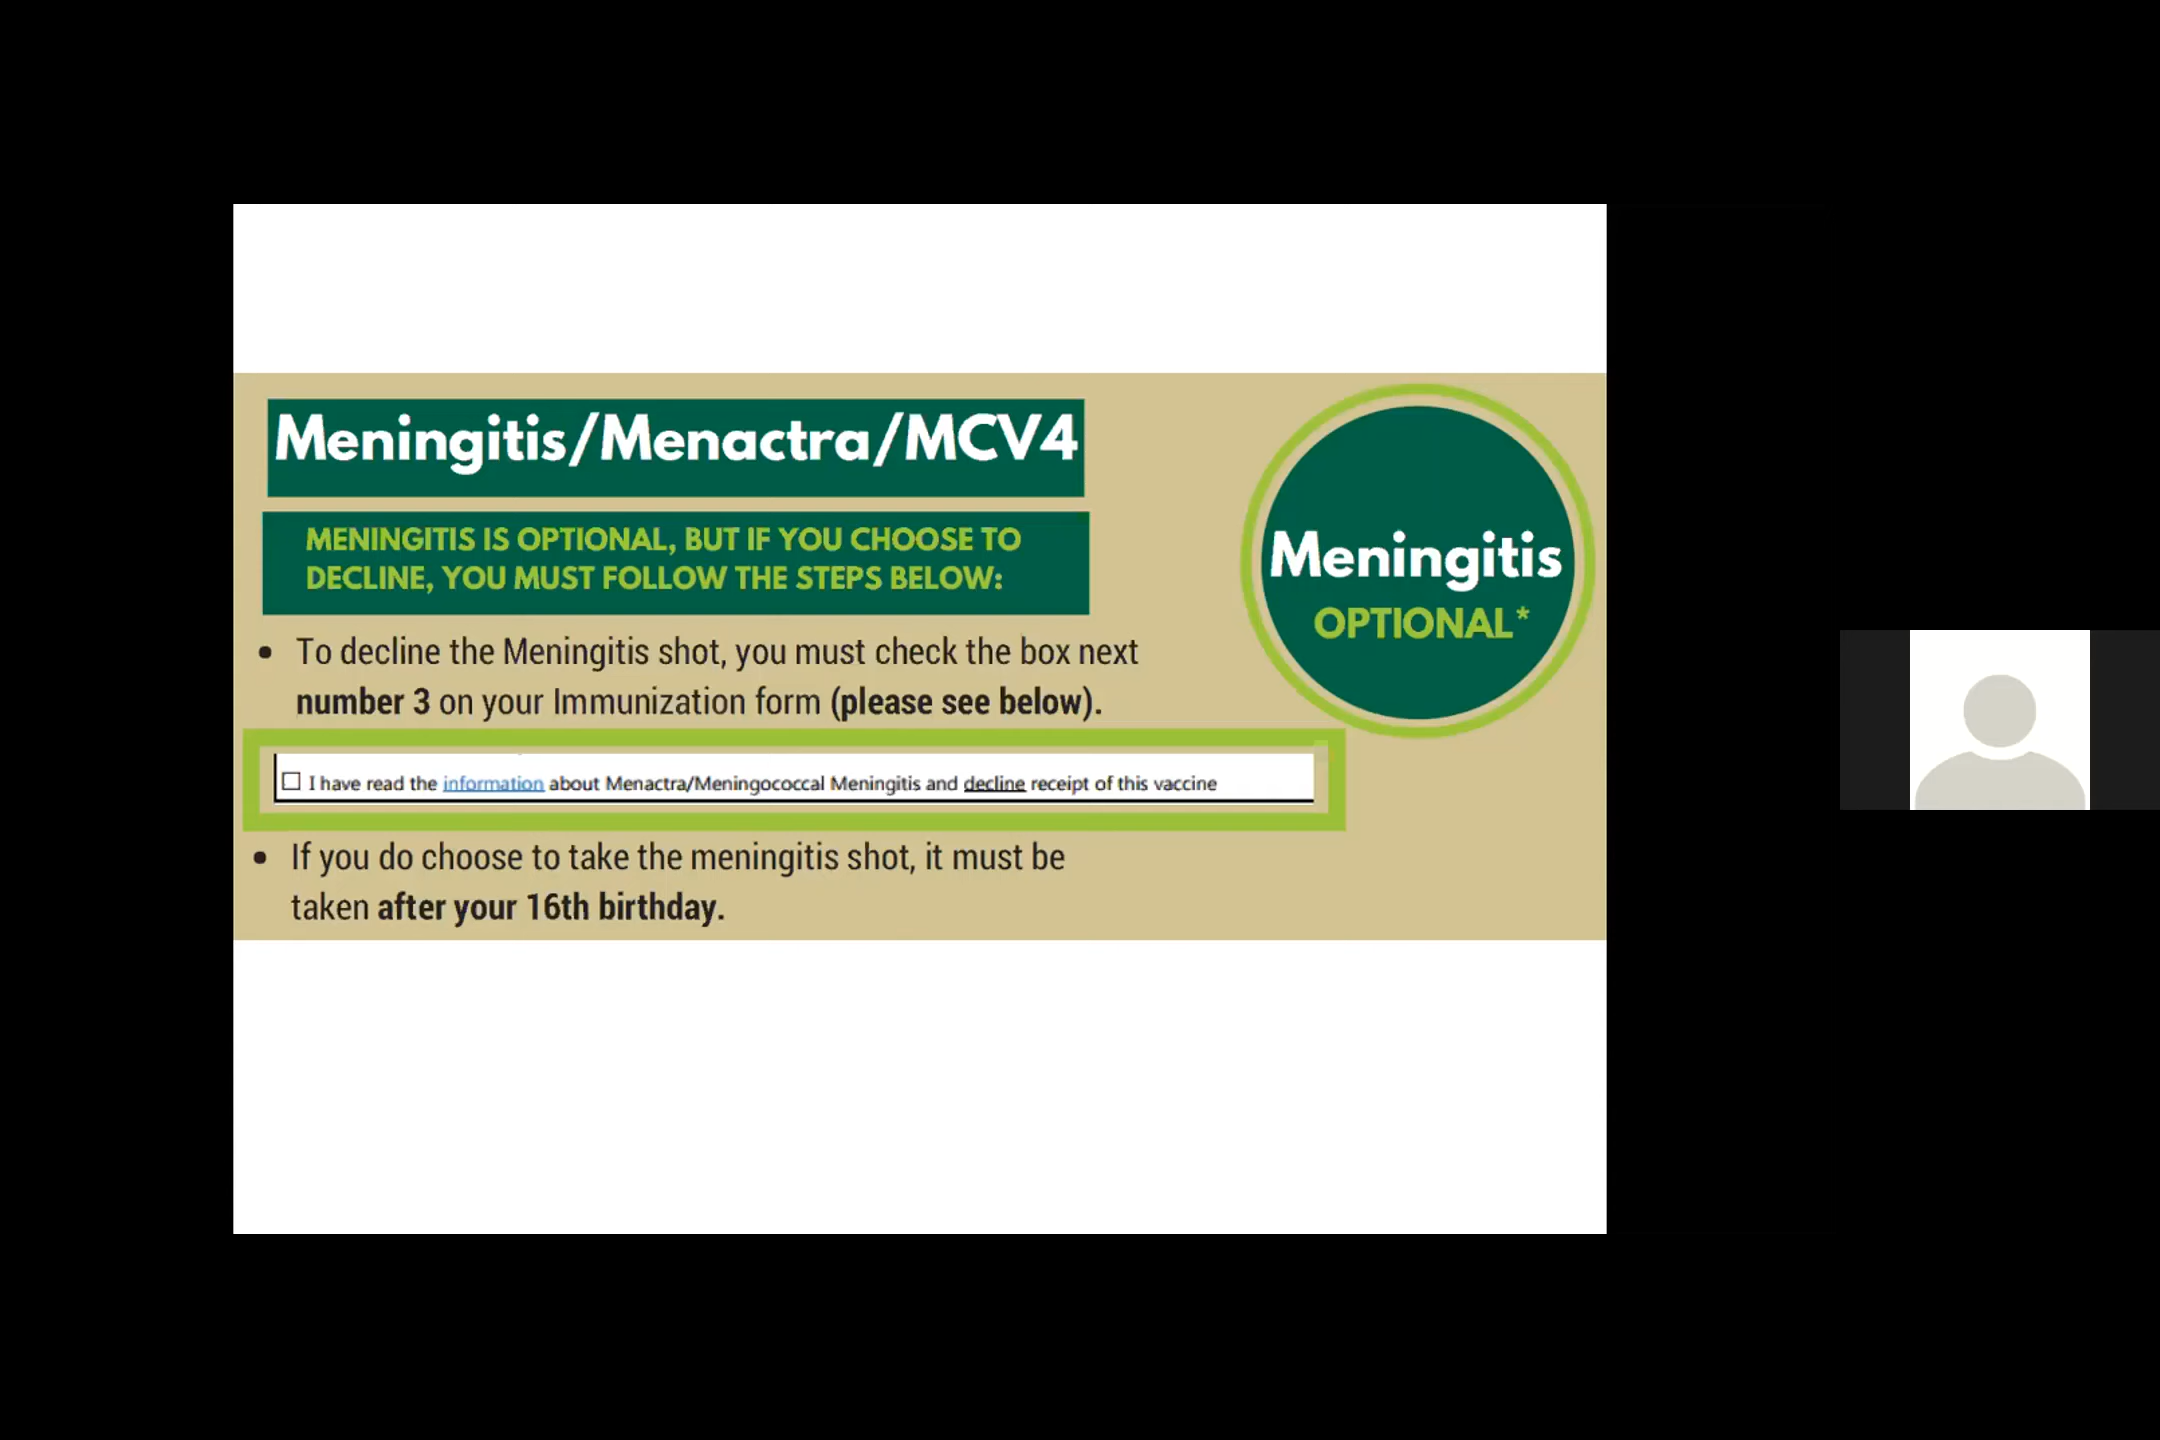 Meningitis/Menactra/MCV4
MENINGITIS IS OPTIONAL, BUT IF YOU CHOOSE TO
DECLINE, YOU MUST FOLLOW THE STEPS BELOW:
Meningitis
OPTIONAL*
• To decline the Meningitis shot, you must check the box next
number 3 on your Immunization form (please see below).
☐ I have read the information about Menactra/Meningococcal Meningitis and decline receipt of this vaccine
• If you do choose to take the meningitis shot, it must be
taken after your 16th birthday.